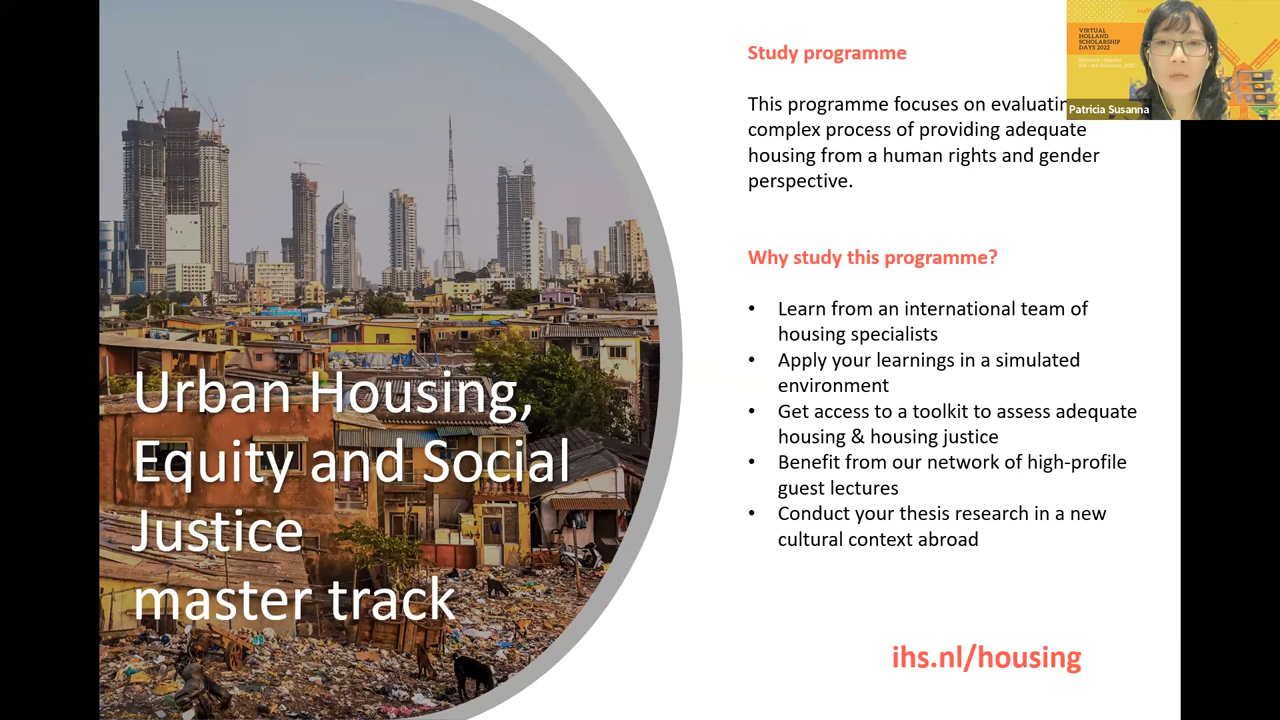 Urban Housing,
Equity and Social
Justice
master track
Study programme
This programme focuses on evaluatin
complex process of providing adequate
housing from a human rights and gender
perspective.
Why study this programme?
• Learn from an international team of
housing specialists
• Apply your learnings in a simulated
environment
• Get access to a toolkit to assess adequate
housing & housing justice
• Benefit from our network of high-profile
guest lectures
• Conduct your thesis research in a new
cultural context abroad
ihs.nl/housing
VIRTUAL
HOLLAND
SCHOLARSHIP
DAYS 2022
Patricia Susanna